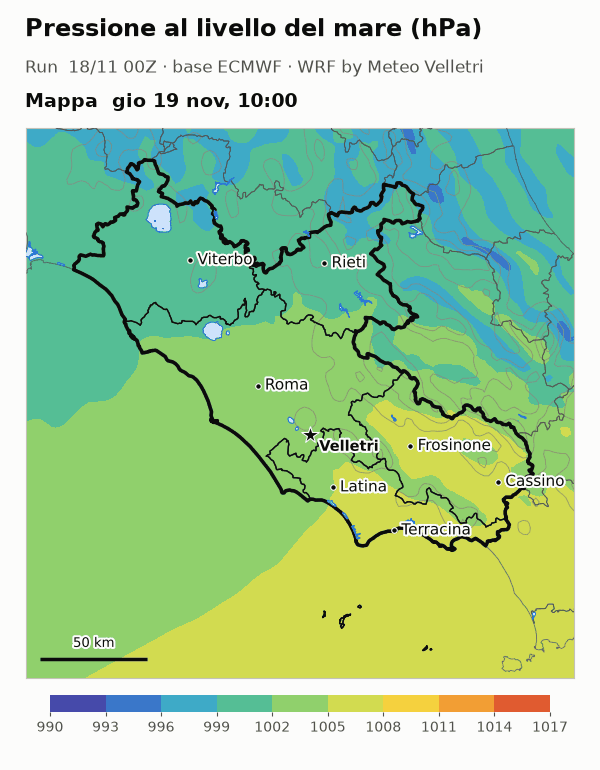 Pressione al livello del mare (hPa)
Run  18/11 00Z · base ECMWF · WRF by Meteo Velletri
Mappa  gio 19 nov, 10:00
Viterbo
Rieti
Roma
Velletri
Frosinone
Latina
Cassino
Terracina
50 km
990 993 996 999 1002 1005 1008 1011 1014 1017